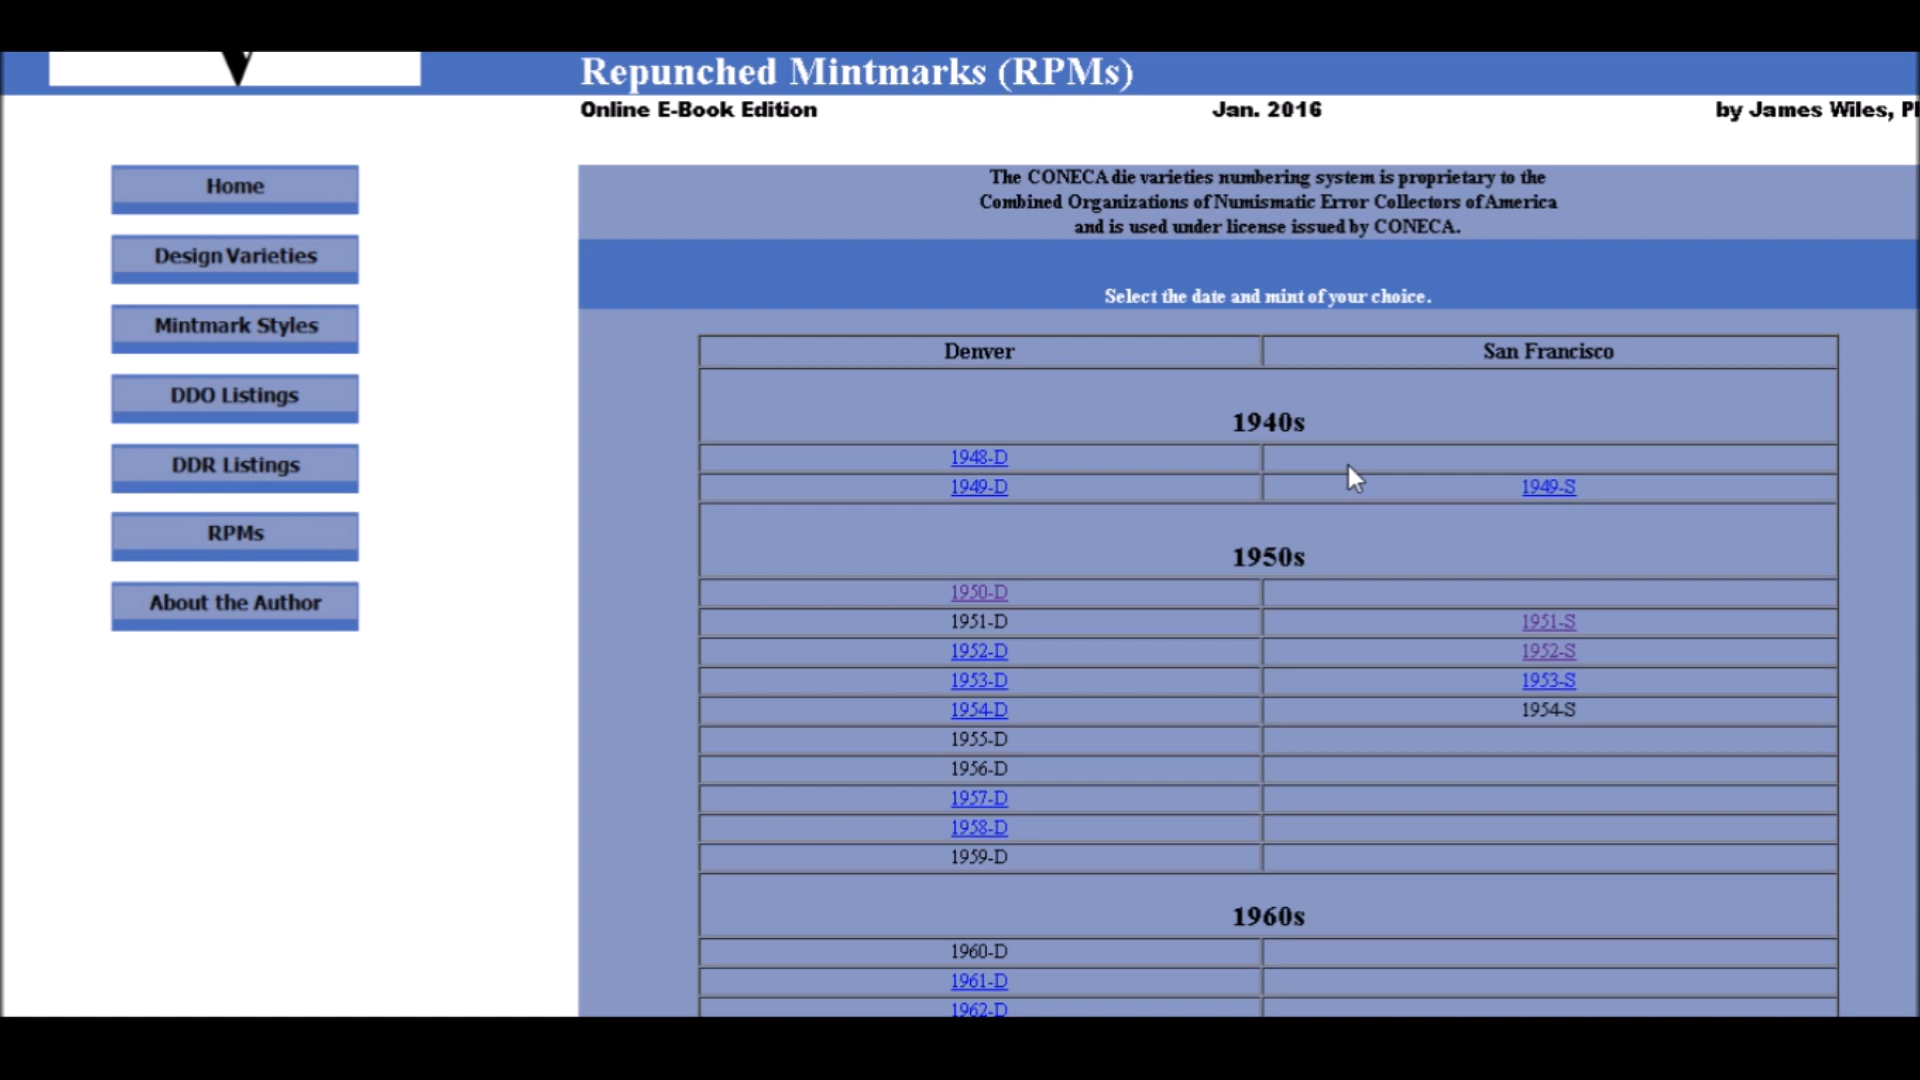 Repunched Mintmarks (RPMs)
Online E-Book Edition Jan. 2016 by James Wiles,
Home
Design Varieties
Mintmark Styles
DDO Listings
DDR Listings
RPMs
About the Author
The CONECA die varieties numbering system is proprietary to the
Combined Organizations of Numismatic Error Collectors of America
and is used under license issued by CONECA.
Select the date and mint of your choice.
Denver San Francisco
1940s
1948-D
1949-D 1949-S
1950s
1950-D
1951-D 1951-S
1952-D 1952-S
1953-D 1953-S
1954-D 1954-S
1955-D
1956-D
1957-D
1958-D
1959-D
1960s
1960-D
1961-D
1962-D